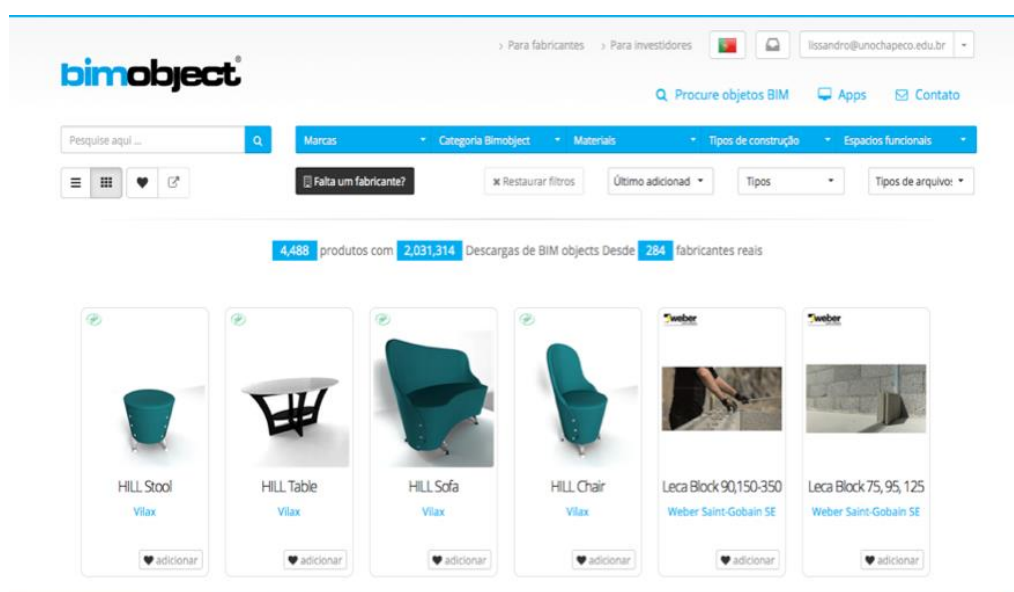 > Para fabricantes > Para investidores lissandro@unochapeco.edu.br
bimobject
Procure objetos BIM Apps Contato
Pesquise aqui ... Marcas Categoria Bimobject Materiais Tipos de construção Espacios funcionais
Falta um fabricante? × Restaurar filtros Último adicionad Tipos Tipos de arquivo:
4,488 produtos com 2,031,314 Descargas de BIM objects Desde 284 fabricantes reais
weber weber
HILL Stool HILL Table HILL Sofa HILL Chair Leca Block 90,150-350 Leca Block 75, 95, 125
Vilax Vilax Vilax Vilax Weber Saint-Gobain SE Weber Saint-Gobain SE
adicionar adicionar adicionar adicionar adicionar adicionar